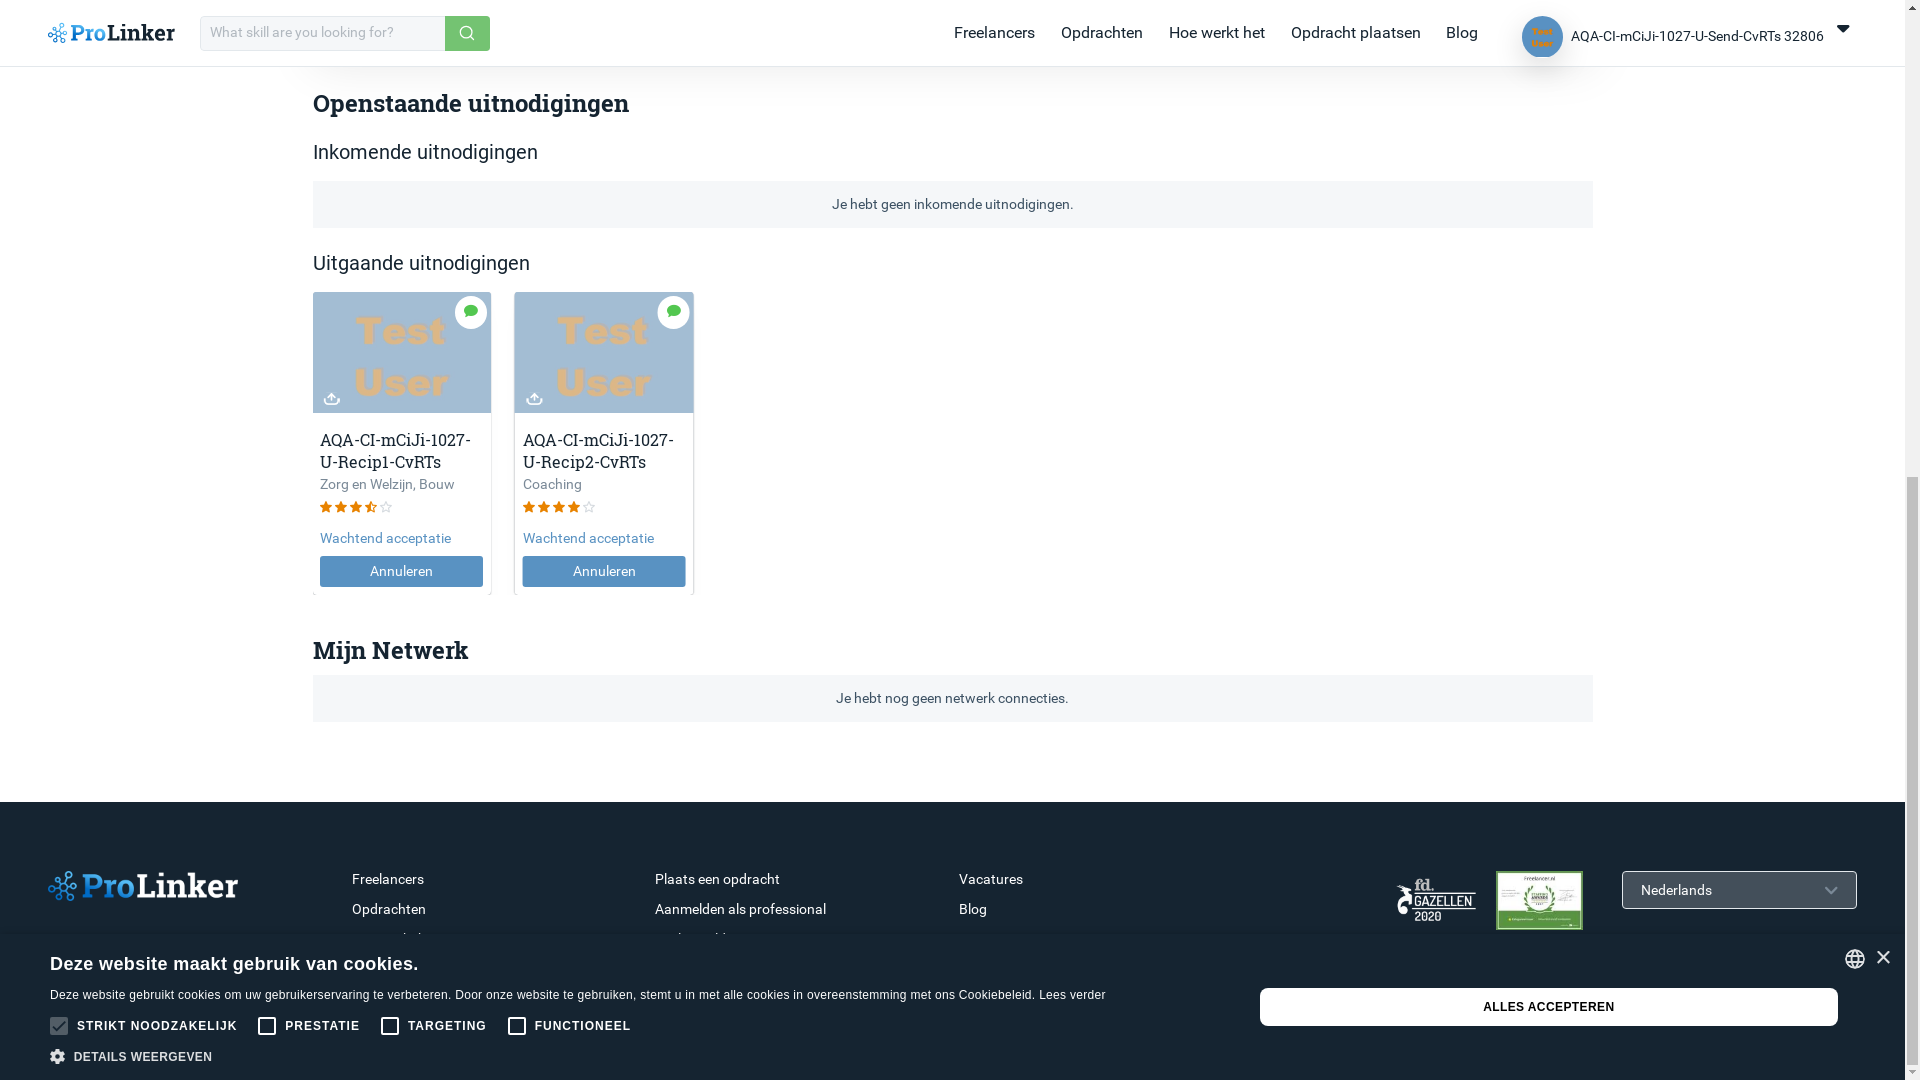 ProLinker
What skill are you looking for?
Freelancers
Opdrachten
Hoe werkt het
Opdracht plaatsen
Blog
Test User
AQA-CI-mCiJi-1027-U-Send-CvRTs 32806
Openstaande uitnodigingen
Inkomende uitnodigingen
Je hebt geen inkomende uitnodigingen.
Uitgaande uitnodigingen
Test
User
AQA-CI-mCiJi-1027-
U-Recip1-CvRTs
Zorg en Welzijn, Bouw
Wachtend acceptatie
Annuleren
Test
User
AQA-CI-mCiJi-1027-
U-Recip2-CvRTs
Coaching
Wachtend acceptatie
Annuleren
Mijn Netwerk
Je hebt nog geen netwerk connecties.
ProLinker
Freelancers
Opdrachten
Plaats een opdracht
Aanmelden als professional
Vacatures
Blog
fd.
GAZELLEN
2020
Freelancer.nl
Nederlands
Deze website maakt gebruik van cookies.
Deze website gebruikt cookies om uw gebruikerservaring te verbeteren. Door onze website te gebruiken, stemt u in met alle cookies in overeenstemming met ons Cookiebeleid. Lees verder
STRIKT NOODZAKELIJK
PRESTATIE
TARGETING
FUNCTIONEEL
DETAILS WEERGEVEN
ALLES ACCEPTEREN